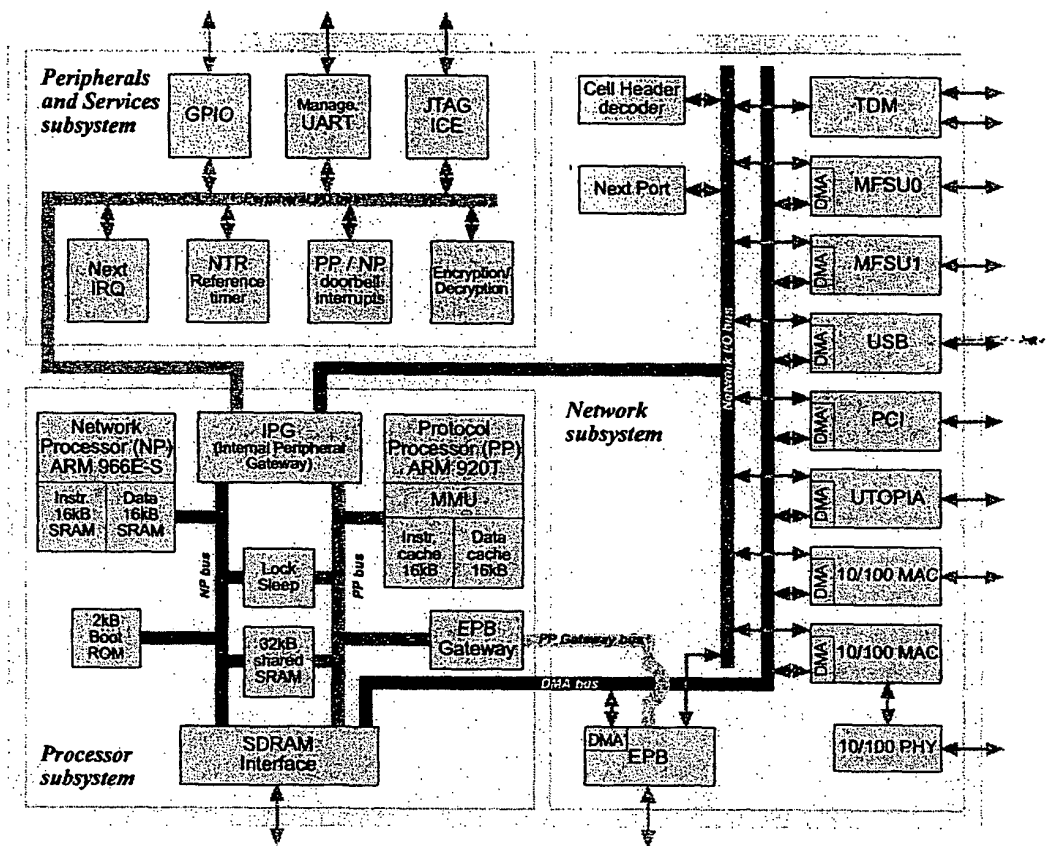 Peripherals
and Services
subsystem
GPIO
Manage.
UART
JTAG
ICE
Next
IRQ
NTR
Reference
timer
PP / NP
doorbell
Interrupts
Encryption/
Decryption
Cell Header
decoder
Next Port
Network I/O bus
TDM
DMA
MFSU0
DMA
MFSU1
DMA
USB
DMA
PCI
DMA
UTOPIA
DMA
10/100 MAC
DMA
10/100 MAC
10/100 PHY
Network
subsystem
IPG
(Internal Peripheral
Gateway)
Network
Processor (NP)
ARM 966E-S
Instr.
16kB
SRAM
Data
16kB
SRAM
Protocol
Processor (PP)
ARM 920T
MMU
Instr.
cache
16kB
Data
cache
16kB
NP bus
PP bus
Lock
Sleep
2kB
Boot
ROM
32kB
shared
SRAM
EPB
Gateway
PP Gateway bus
DMA bus
SDRAM
Interface
DMA
EPB
Processor
subsystem